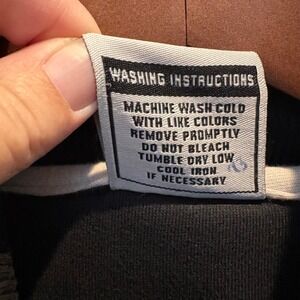 WASHING INSTRUCTIONS
MACHINE WASH COLD
WITH LIKE COLORS
REMOVE PROMPTLY
DO NOT BLEACH
TUMBLE DRY LOW
COOL IRON
IF NECESSARY